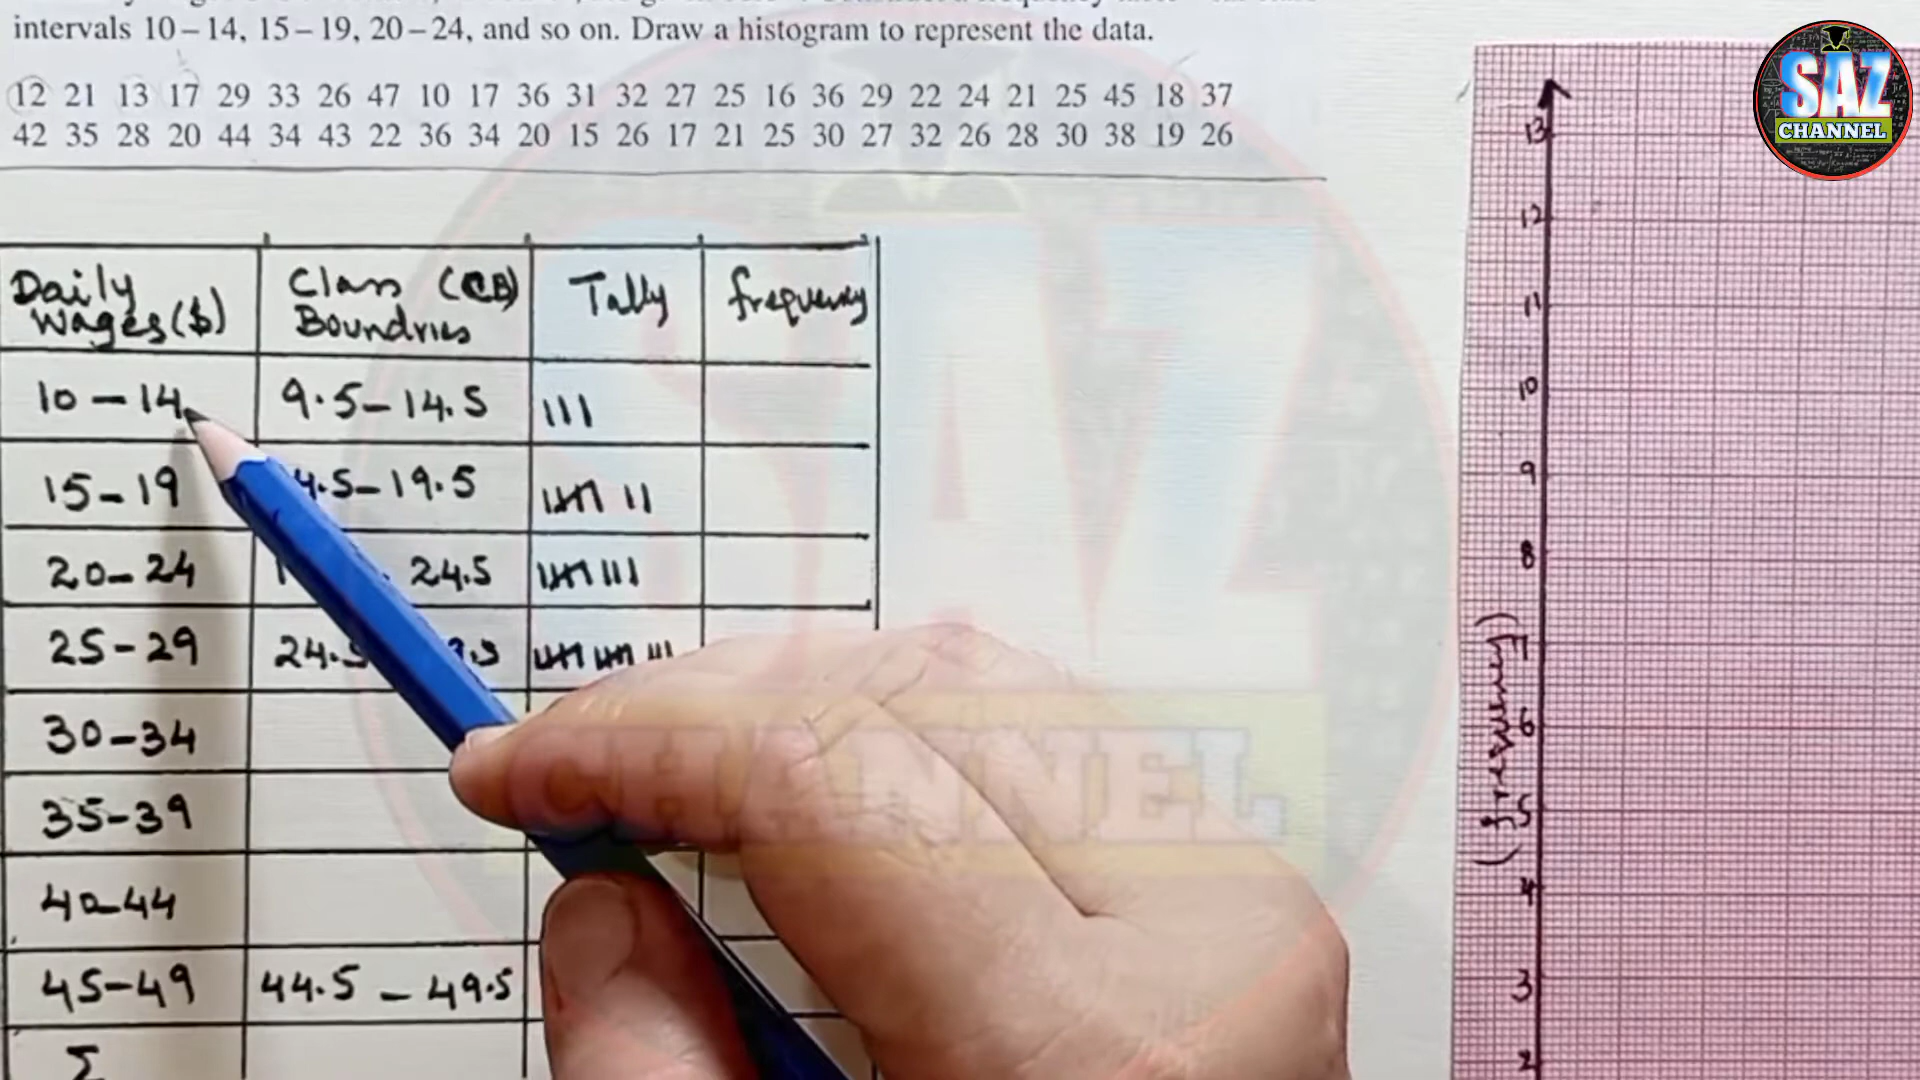 intervals 10–14, 15–19, 20–24, and so on. Draw a histogram to represent the data.
12 21 13 17 29 33 26 47 10 17 36 31 32 27 25 16 36 29 22 24 21 25 45 18 37
42 35 28 20 44 34 43 22 36 34 20 15 26 17 21 25 30 27 32 26 28 30 38 19 26
SAZ
CHANNEL
Daily Wages($) Class (CB) Boundries Tally frequency
10–14 9.5–14.5
15–19 4.5–19.5
20–24 24.5
25–29
30–34
35–39
40–44
45–49 44.5–49.5
Σ
SAZ
CHANNEL
13
12
11
10
9
8
7
6
5
4
3
2
(frequency)